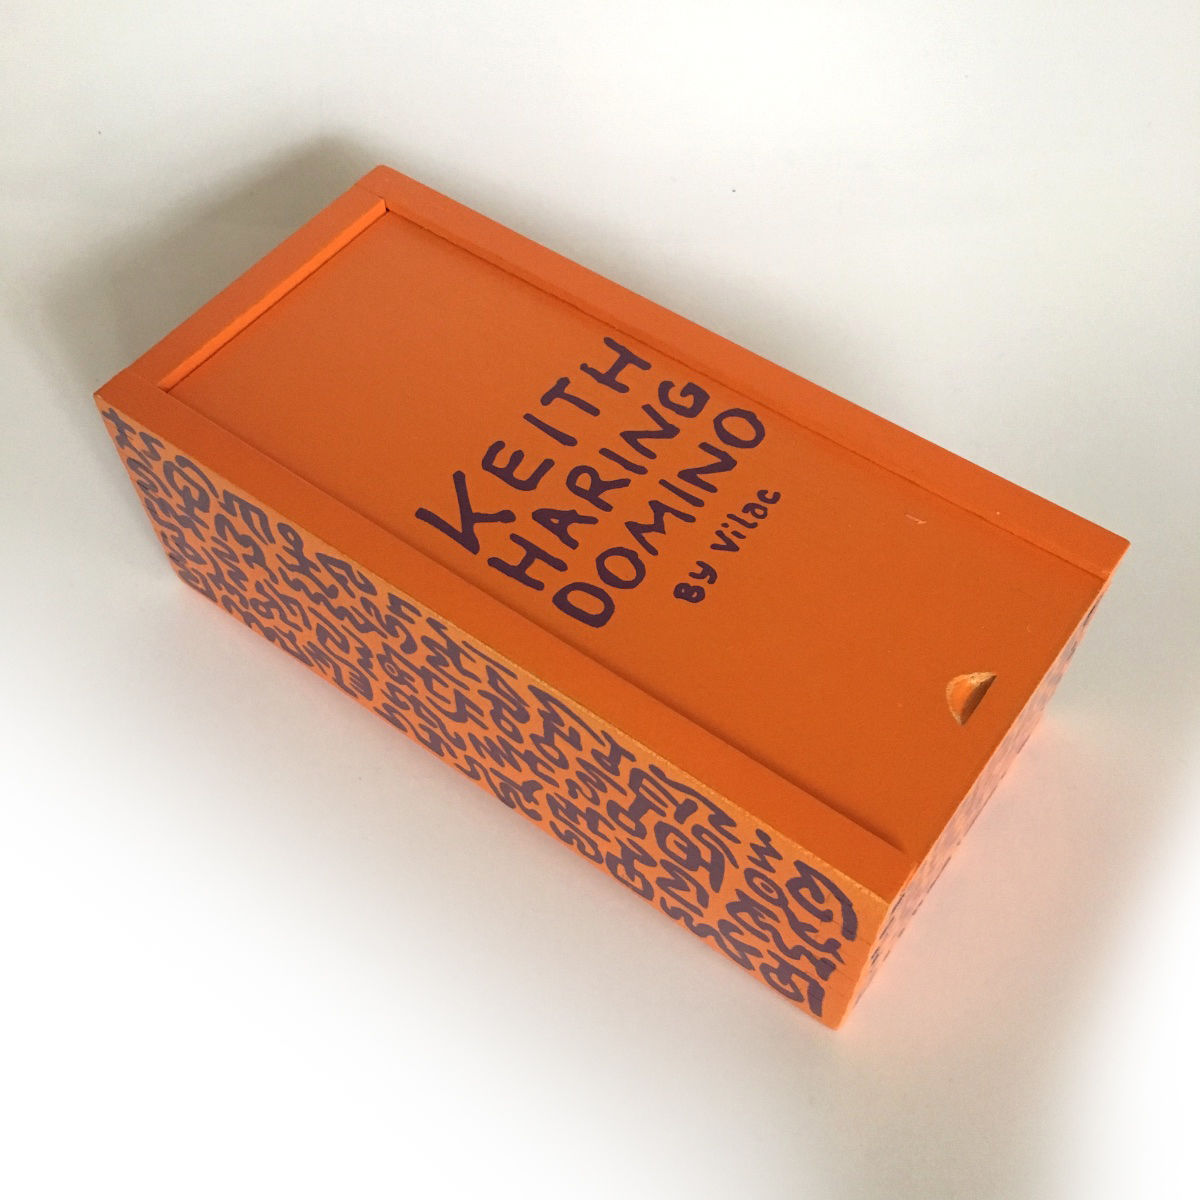 KEITH
HARING
DOMINO
By Vilac